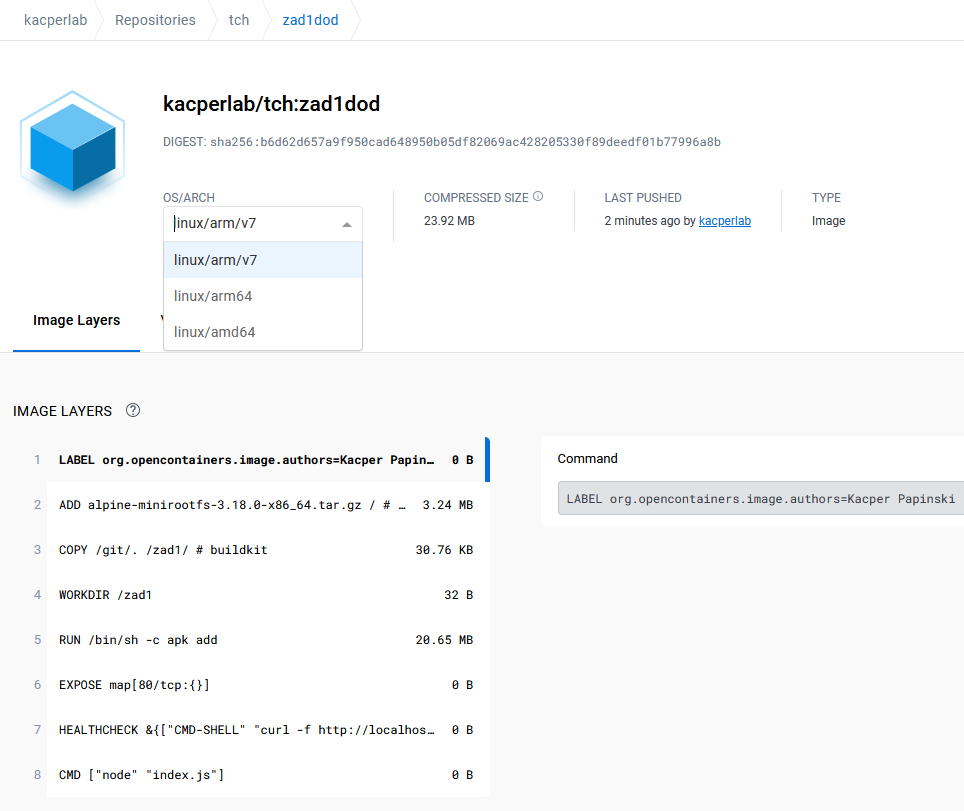 kacperlab Repositories tch zad1dod
kacperlab/tch:zad1dod
DIGEST: sha256:b6d62d657a9f950cad648950b05df82069ac428205330f89deedf01b77996a8b
OS/ARCH COMPRESSED SIZE LAST PUSHED TYPE
linux/arm/v7 23.92 MB 2 minutes ago by kacperlab Image
linux/arm/v7
linux/arm64
linux/amd64
Image Layers
IMAGE LAYERS
1 LABEL org.opencontainers.image.authors=Kacper Papin… 0 B
2 ADD alpine-minirootfs-3.18.0-x86_64.tar.gz / # … 3.24 MB
3 COPY /git/. /zad1/ # buildkit 30.76 KB
4 WORKDIR /zad1 32 B
5 RUN /bin/sh -c apk add 20.65 MB
6 EXPOSE map[80/tcp:{}] 0 B
7 HEALTHCHECK &{["CMD-SHELL" "curl -f http://localhos… 0 B
8 CMD ["node" "index.js"] 0 B
Command
LABEL org.opencontainers.image.authors=Kacper Papinski